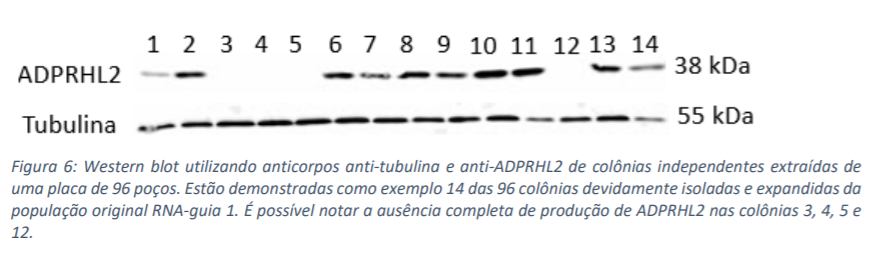 1 2 3 4 5 6 7 8 9 10 11 12 13 14
ADPRHL2 38 kDa
Tubulina 55 kDa
Figura 6: Western blot utilizando anticorpos anti-tubulina e anti-ADPRHL2 de colônias independentes extraídas de
uma placa de 96 poços. Estão demonstradas como exemplo 14 das 96 colônias devidamente isoladas e expandidas da
população original RNA-guia 1. É possível notar a ausência completa de produção de ADPRHL2 nas colônias 3, 4, 5 e
12.